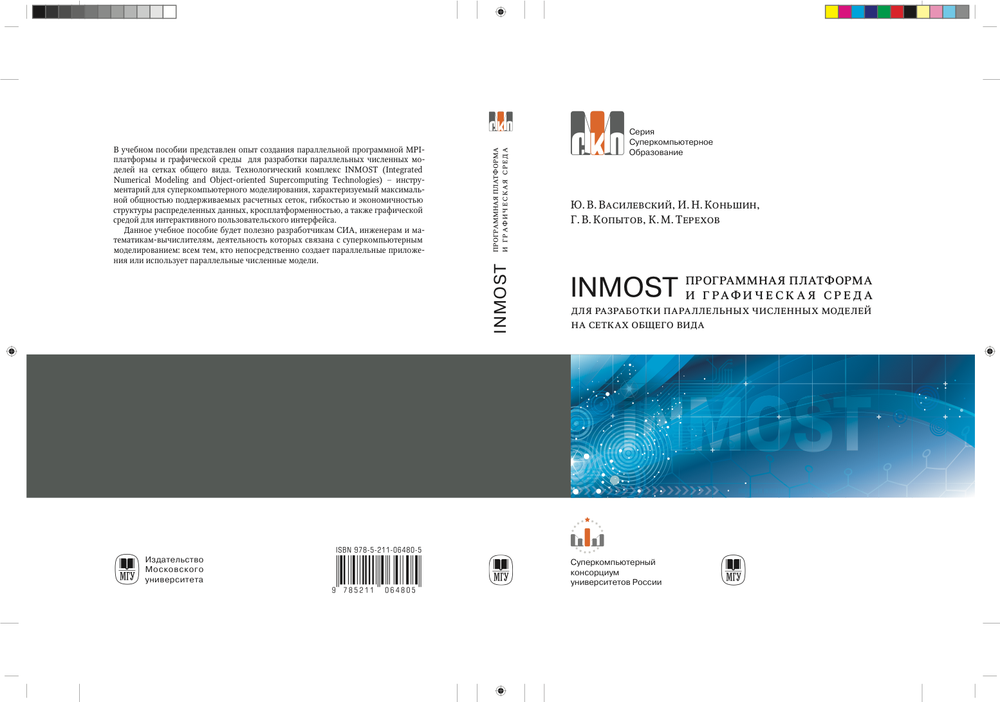 В учебном пособии представлен опыт создания параллельной программной MPI-
платформы и графической среды для разработки параллельных численных мо-
делей на сетках общего вида. Технологический комплекс INMOST (Integrated
Numerical Modeling and Object-oriented Supercomputing Technologies) – инстру-
ментарий для суперкомпьютерного моделирования, характеризуемый максималь-
ной общностью поддерживаемых расчетных сеток, гибкостью и экономичностью
структуры распределенных данных, кросплатформенностью, а также графической
средой для интерактивного пользовательского интерфейса.
Данное учебное пособие будет полезно разработчикам СИА, инженерам и ма-
тематикам-вычислителям, деятельность которых связана с суперкомпьютерным
моделированием: всем тем, кто непосредственно создает параллельные приложе-
ния или использует параллельные численные модели.
Издательство
Московского
университета
МГУ
ISBN 978-5-211-06480-5
9 785211 064805
СКО
INMOST
ПРОГРАММНАЯ ПЛАТФОРМА
И ГРАФИЧЕСКАЯ СРЕДА
МГУ
СКО
Серия
Суперкомпьютерное
Образование
Ю. В. Василевский, И. Н. Коньшин,
Г. В. Копытов, К. М. Терехов
INMOST ПРОГРАММНАЯ ПЛАТФОРМА
И ГРАФИЧЕСКАЯ СРЕДА
ДЛЯ РАЗРАБОТКИ ПАРАЛЛЕЛЬНЫХ ЧИСЛЕННЫХ МОДЕЛЕЙ
НА СЕТКАХ ОБЩЕГО ВИДА
INMOST
Суперкомпьютерный
консорциум
университетов России
МГУ